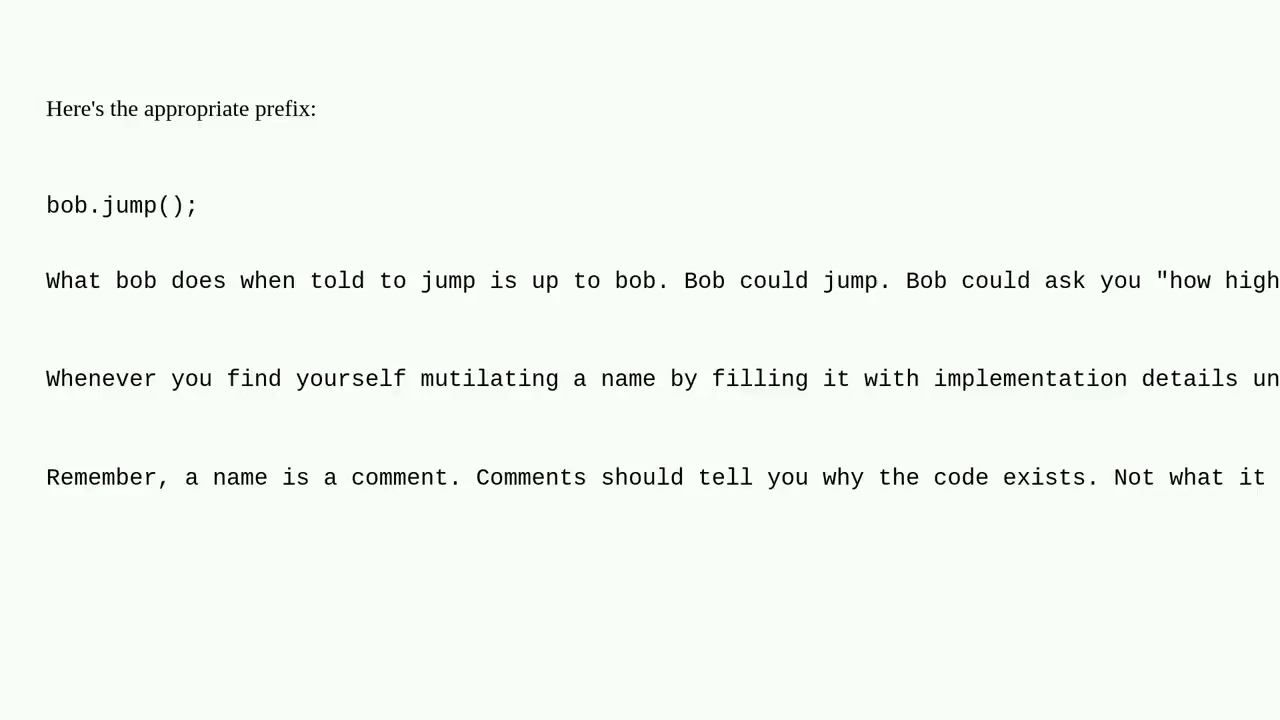 Here's the appropriate prefix:
bob.jump();
What bob does when told to jump is up to bob. Bob could jump. Bob could ask you "how high
Whenever you find yourself mutilating a name by filling it with implementation details un
Remember, a name is a comment. Comments should tell you why the code exists. Not what it